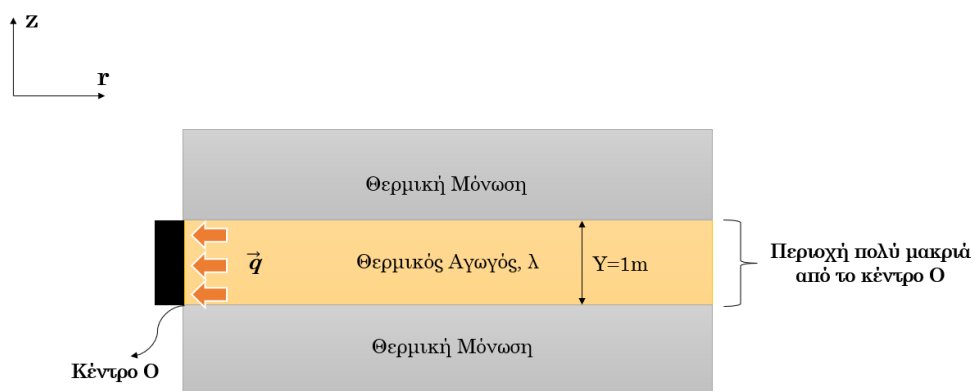 z
r
Θερμική Μόνωση
q
Θερμικός Αγωγός, λ
Y=1m
Περιοχή πολύ μακριά
από το κέντρο Ο
Θερμική Μόνωση
Κέντρο Ο